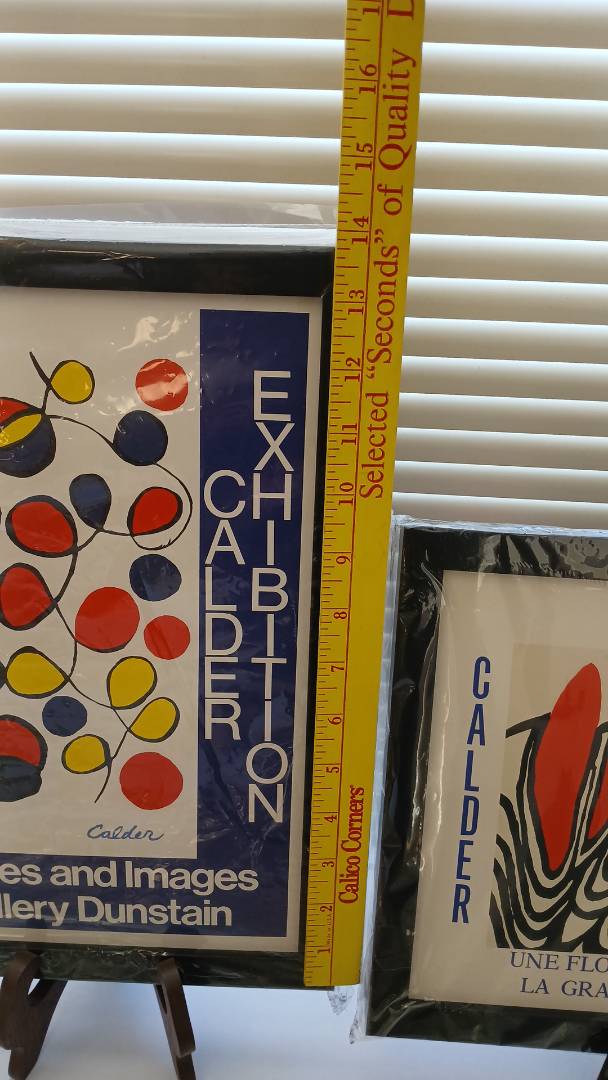 EXHIBITION
CALDER
Calder
es and Images
llery Dunstain
1 2 3 4 5 6 7 8 9 10 11 12 13 14 15 16 1
Calico Corners
Selected “Seconds” of Quality D
CALDER
UNE FLO
LA GRA